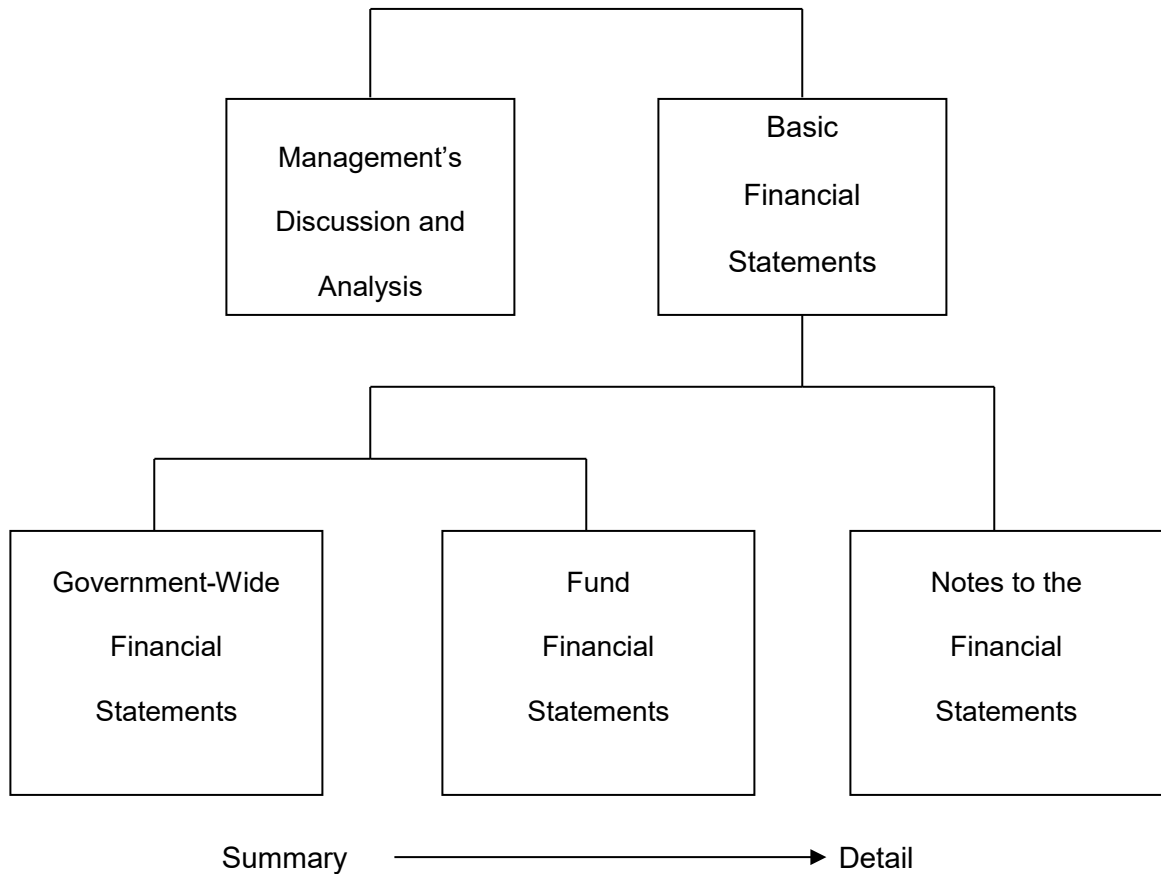 Management’s
Discussion and
Analysis
Basic
Financial
Statements
Government-Wide
Financial
Statements
Fund
Financial
Statements
Notes to the
Financial
Statements
Summary
Detail